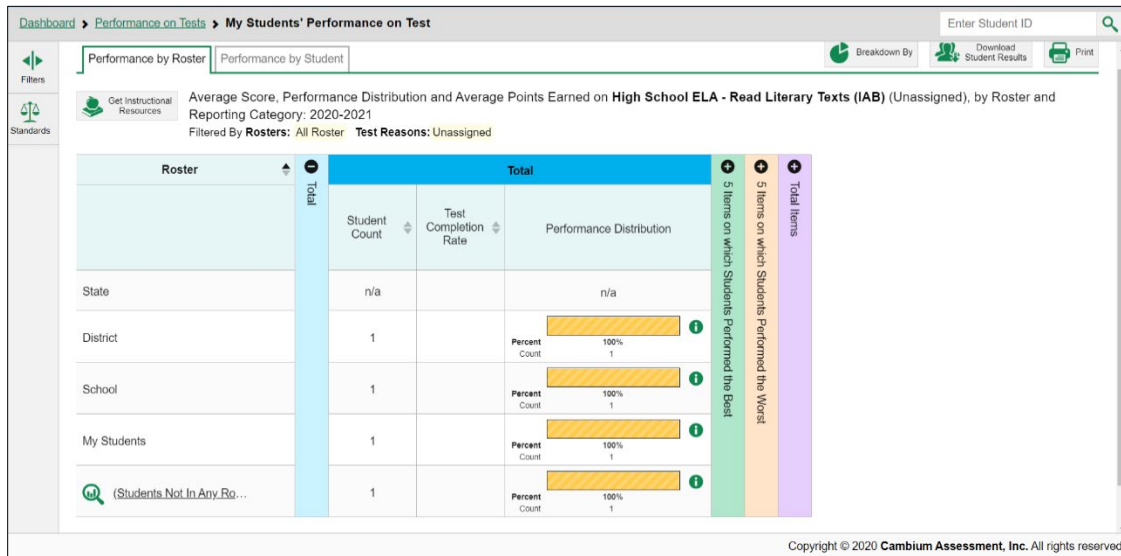 Dashboard > Performance on Tests > My Students' Performance on Test
Enter Student ID
Filters
Standards
Performance by Roster
Performance by Student
Breakdown By
Download
Student Results
Print
Get Instructional
Resources
Average Score, Performance Distribution and Average Points Earned on High School ELA - Read Literary Texts (IAB) (Unassigned), by Roster and
Reporting Category: 2020-2021
Filtered By Rosters: All Roster Test Reasons: Unassigned
Roster
Total
Total
Student
Count
Test
Completion
Rate
Performance Distribution
5 Items on which Students Performed the Best
5 Items on which Students Performed the Worst
Total Items
State n/a n/a
District 1
Percent 100%
Count 1
School 1
Percent 100%
Count 1
My Students 1
Percent 100%
Count 1
(Students Not In Any Ro... 1
Percent 100%
Count 1
Copyright © 2020 Cambium Assessment, Inc. All rights reserved